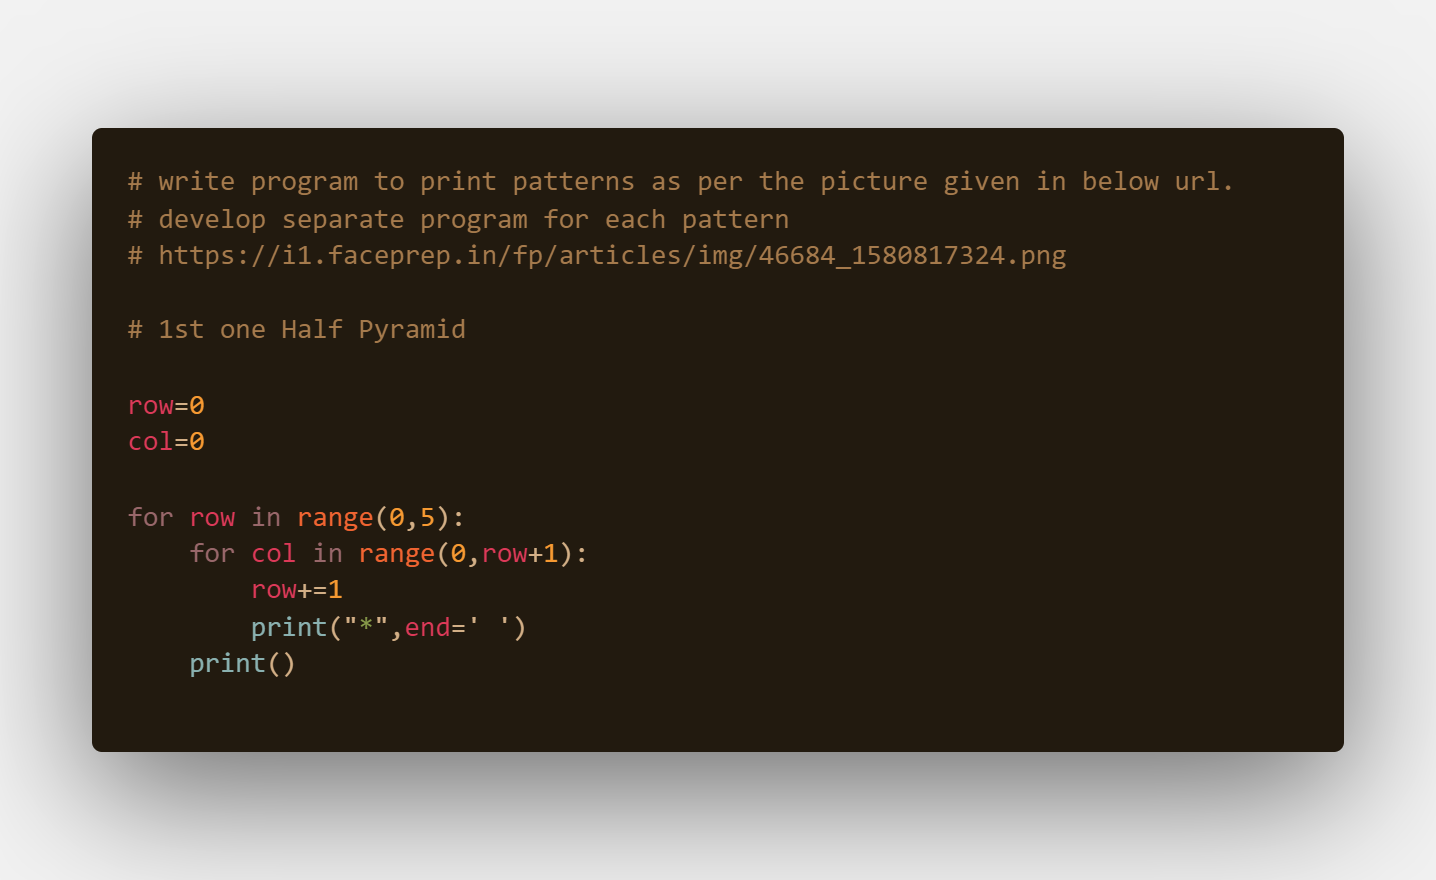 # write program to print patterns as per the picture given in below url.
# develop separate program for each pattern
# https://i1.faceprep.in/fp/articles/img/46684_1580817324.png

# 1st one Half Pyramid

row=0
col=0

for row in range(0,5):
    for col in range(0,row+1):
        row+=1
        print("*",end=' ')
    print()